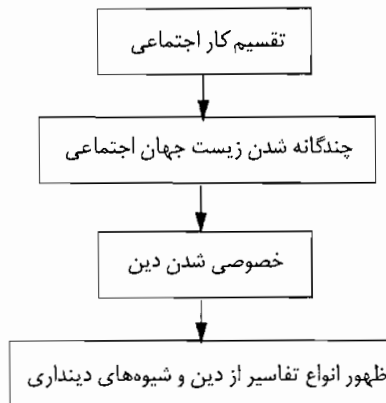 تقسیم کار اجتماعی
چندگانه شدن زیست جهان اجتماعی
خصوصی شدن دین
ظهور انواع تفاسیر از دین و شیوه‌های دینداری